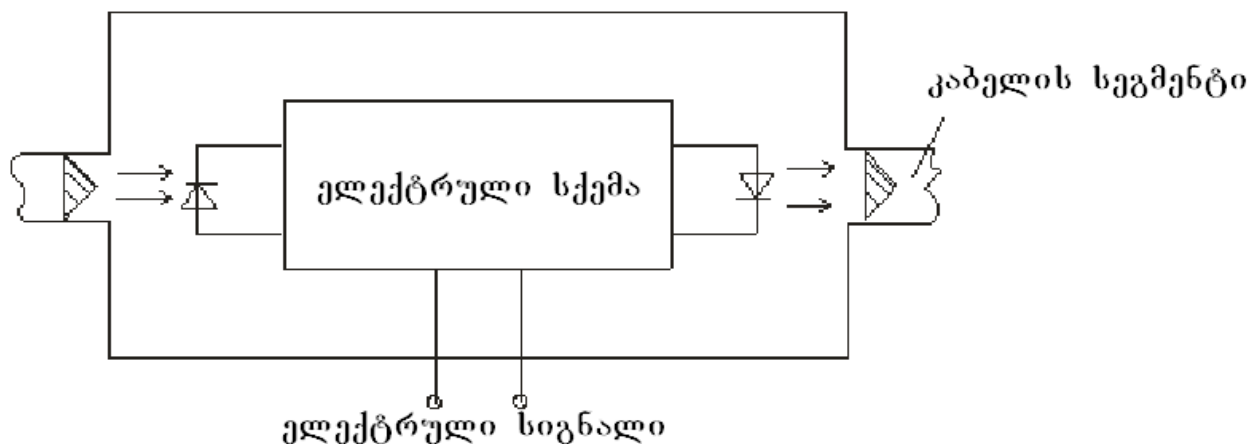 კაბელის სეგმენტი
ელექტრული სქემა
ელექტრული სიგნალი